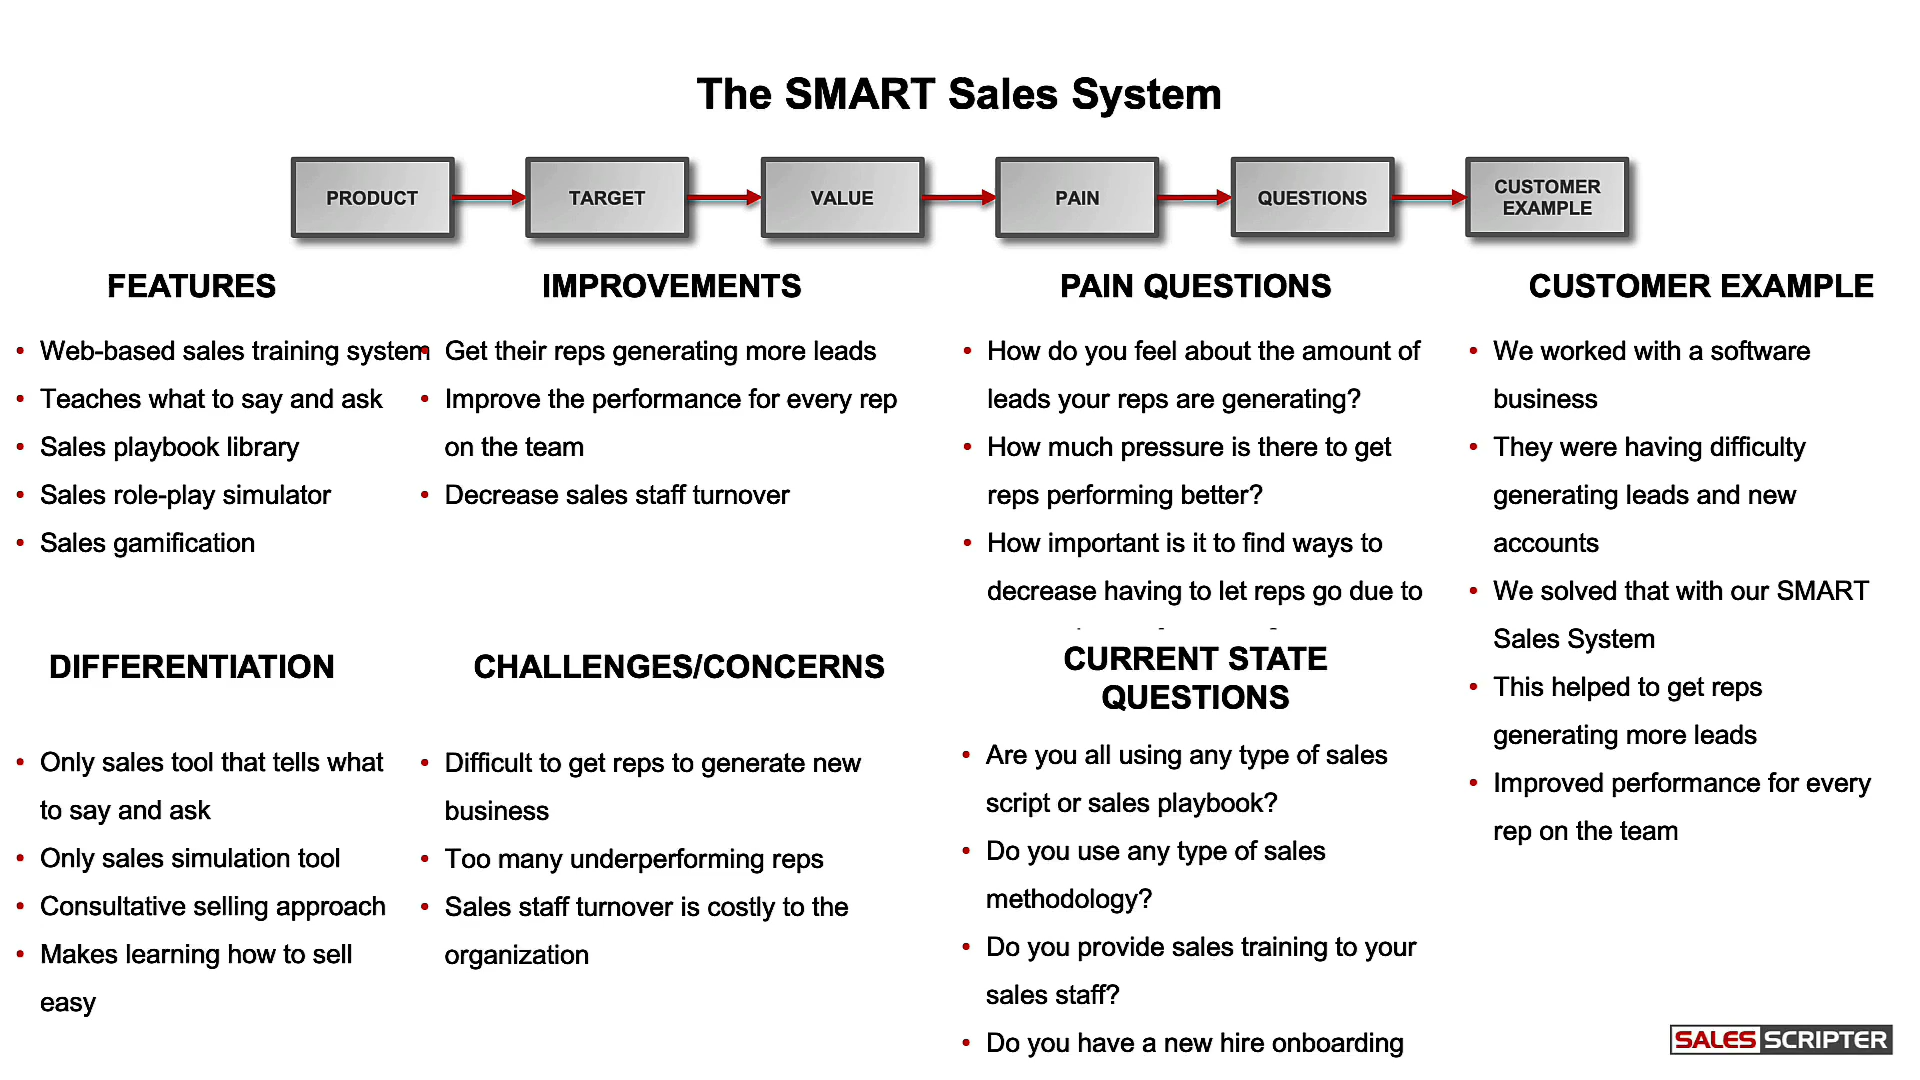 The SMART Sales System
PRODUCT
TARGET
VALUE
PAIN
QUESTIONS
CUSTOMER
EXAMPLE
FEATURES
• Web-based sales training system
• Teaches what to say and ask
• Sales playbook library
• Sales role-play simulator
• Sales gamification
IMPROVEMENTS
• Get their reps generating more leads
• Improve the performance for every rep
on the team
• Decrease sales staff turnover
PAIN QUESTIONS
• How do you feel about the amount of
leads your reps are generating?
• How much pressure is there to get
reps performing better?
• How important is it to find ways to
decrease having to let reps go due to
CUSTOMER EXAMPLE
• We worked with a software
business
• They were having difficulty
generating leads and new
accounts
• We solved that with our SMART
Sales System
• This helped to get reps
generating more leads
• Improved performance for every
rep on the team
DIFFERENTIATION
• Only sales tool that tells what
to say and ask
• Only sales simulation tool
• Consultative selling approach
• Makes learning how to sell
easy
CHALLENGES/CONCERNS
• Difficult to get reps to generate new
business
• Too many underperforming reps
• Sales staff turnover is costly to the
organization
CURRENT STATE
QUESTIONS
• Are you all using any type of sales
script or sales playbook?
• Do you use any type of sales
methodology?
• Do you provide sales training to your
sales staff?
• Do you have a new hire onboarding
SALES SCRIPTER